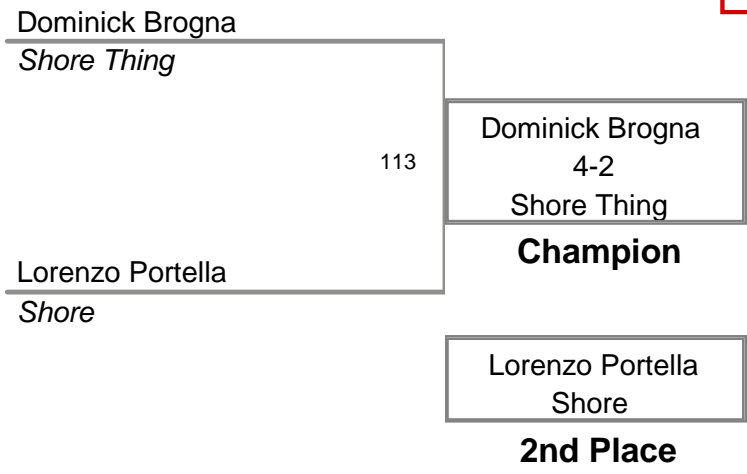 Dominick Brogna
Shore Thing
113
Dominick Brogna
4-2
Shore Thing
Champion
Lorenzo Portella
Shore
Lorenzo Portella
Shore
2nd Place